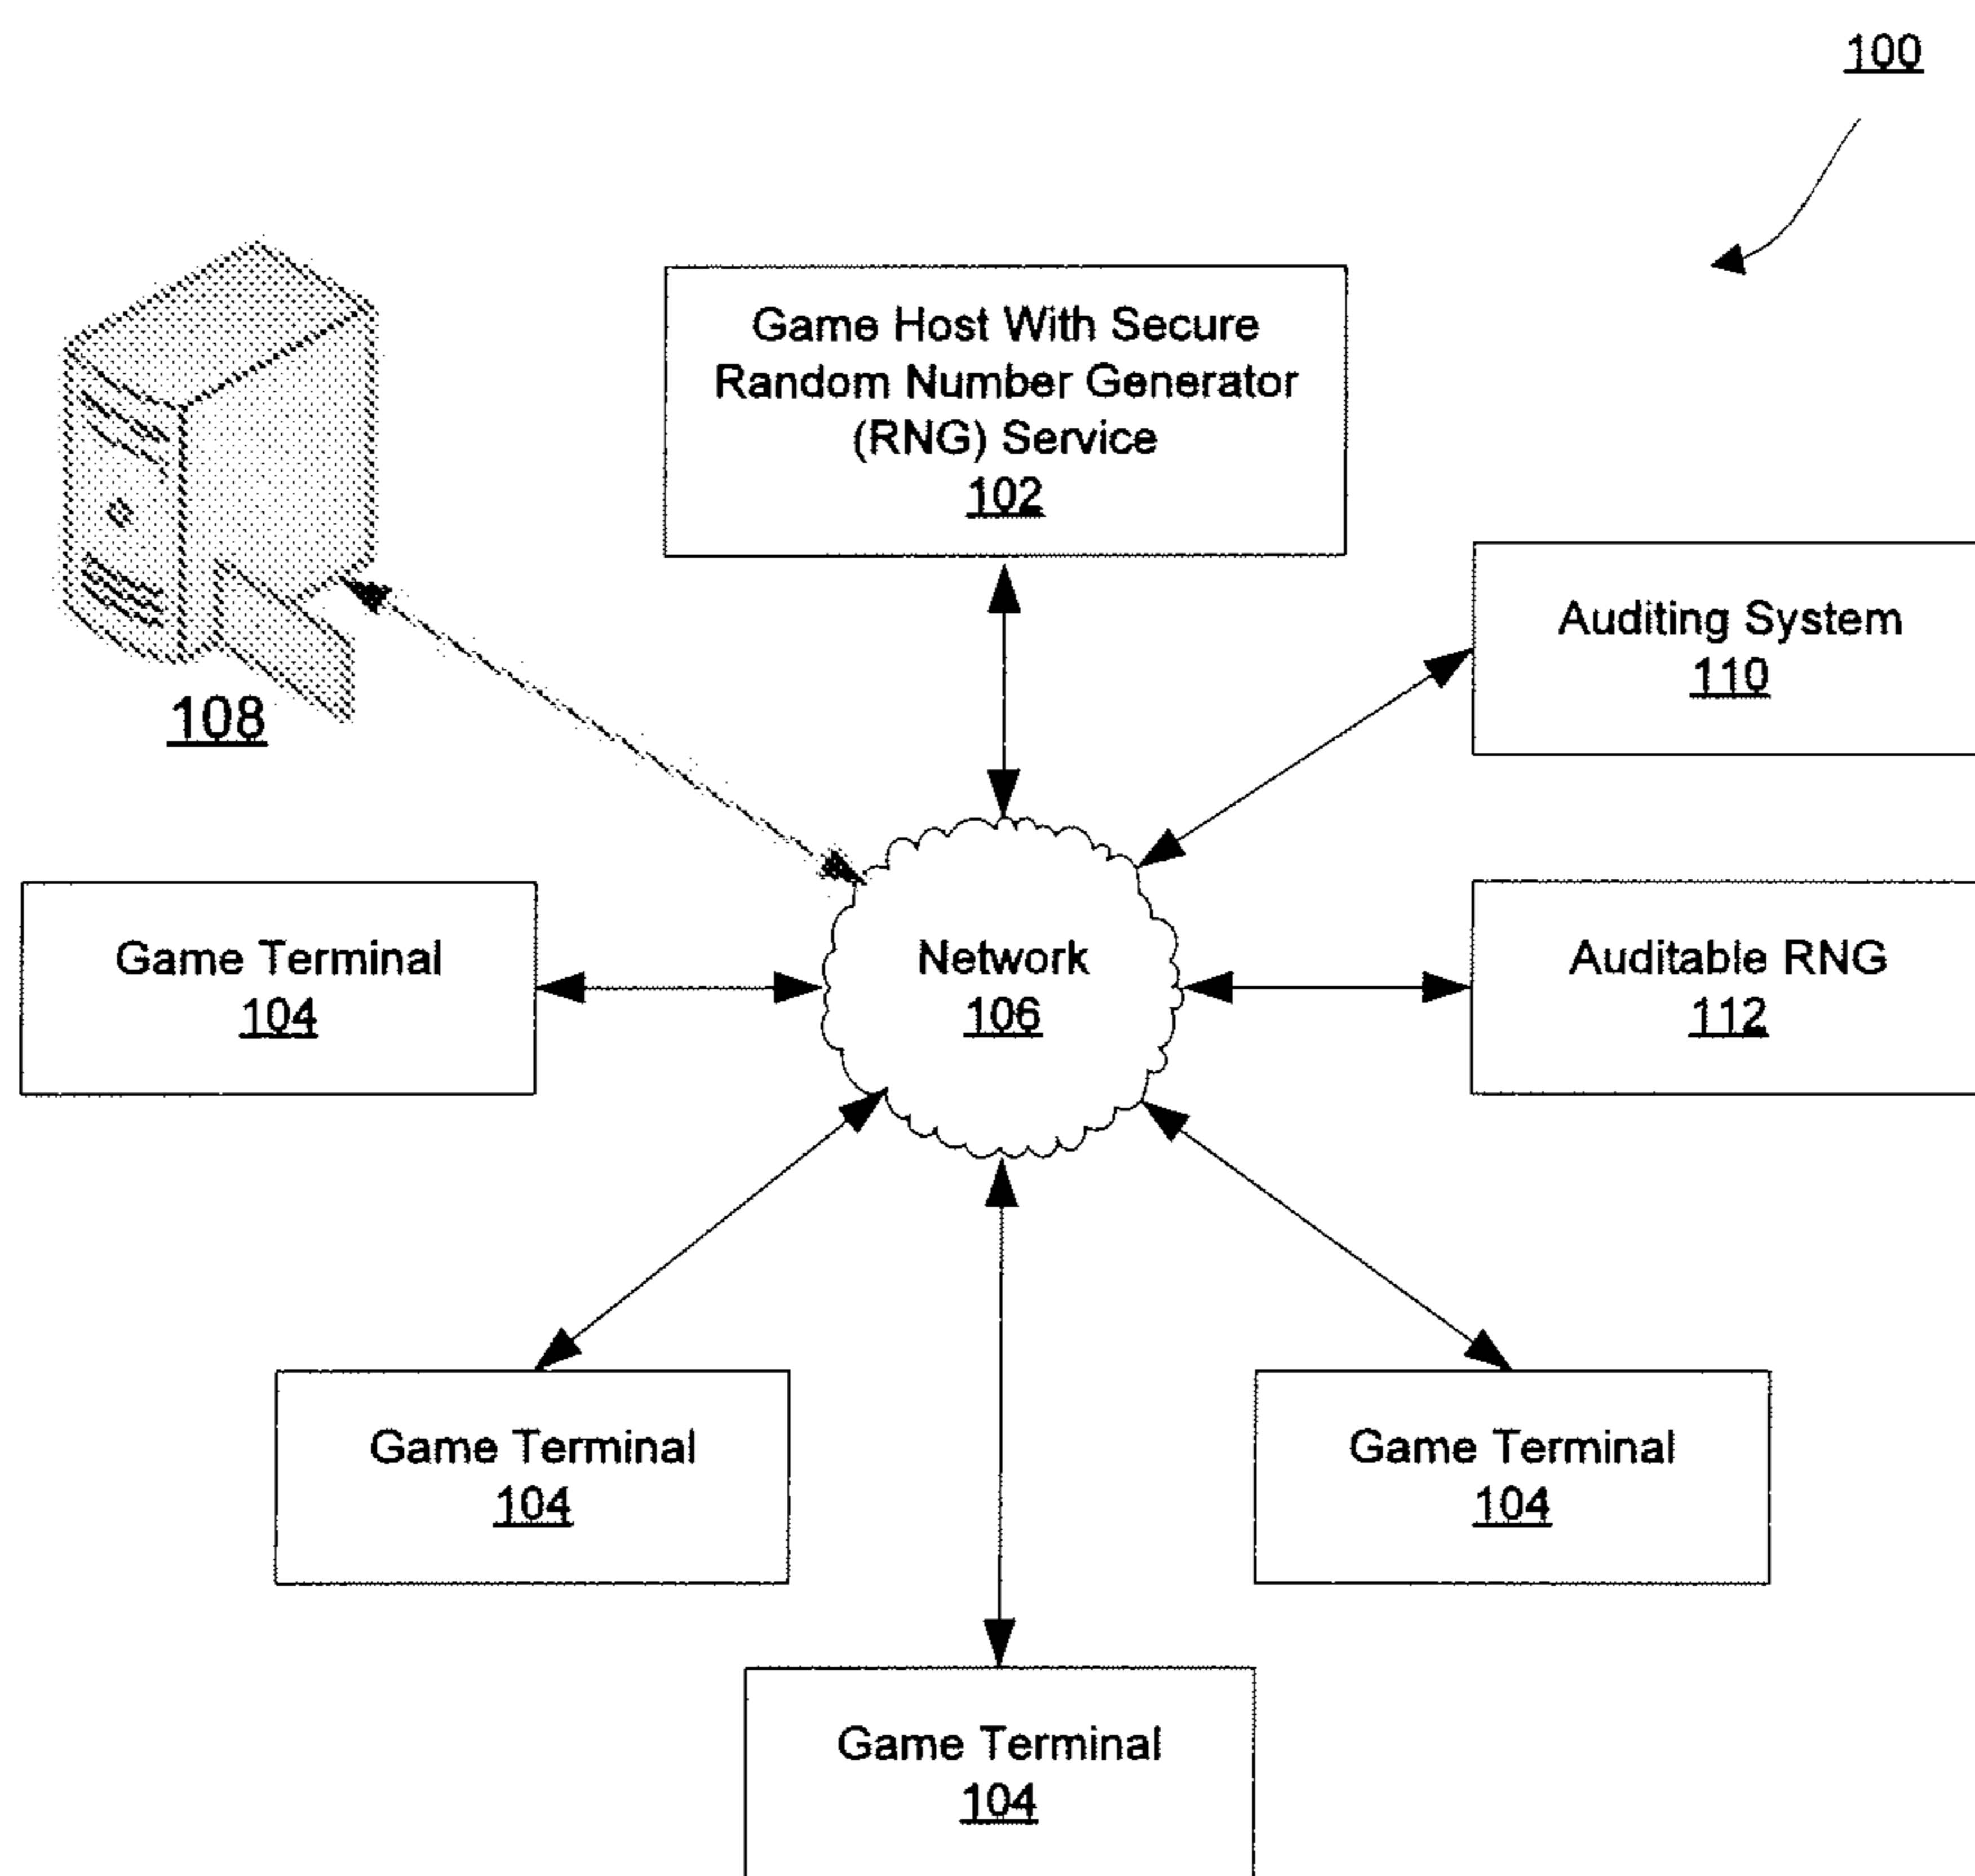 100
Game Host With Secure
Random Number Generator
(RNG) Service
102
Auditing System
110
108
Game Terminal
104
Network
106
Auditable RNG
112
Game Terminal
104
Game Terminal
104
Game Terminal
104